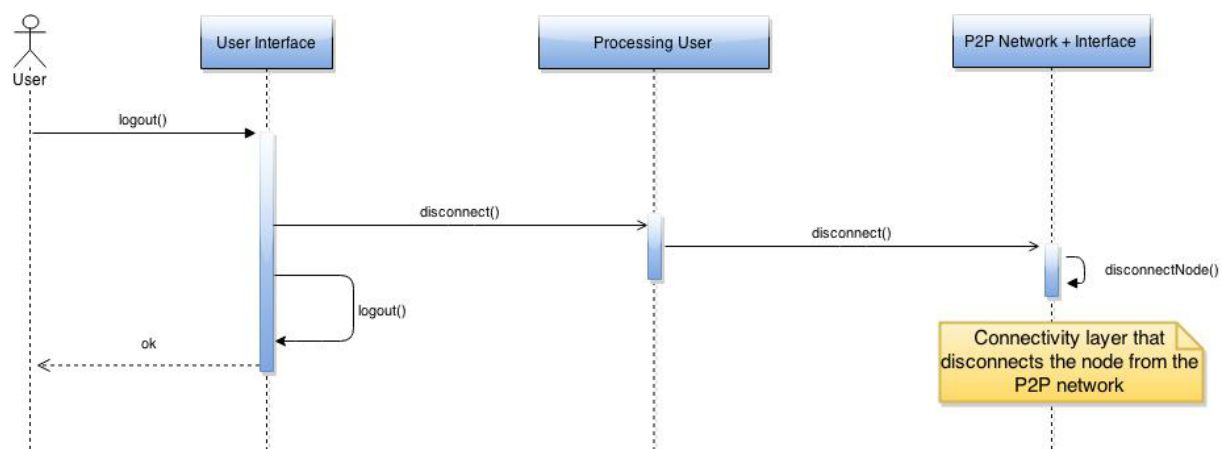 User Interface
Processing User
P2P Network + Interface
User
logout()
disconnect()
disconnect()
disconnectNode()
logout()
ok
Connectivity layer that
disconnects the node from the
P2P network